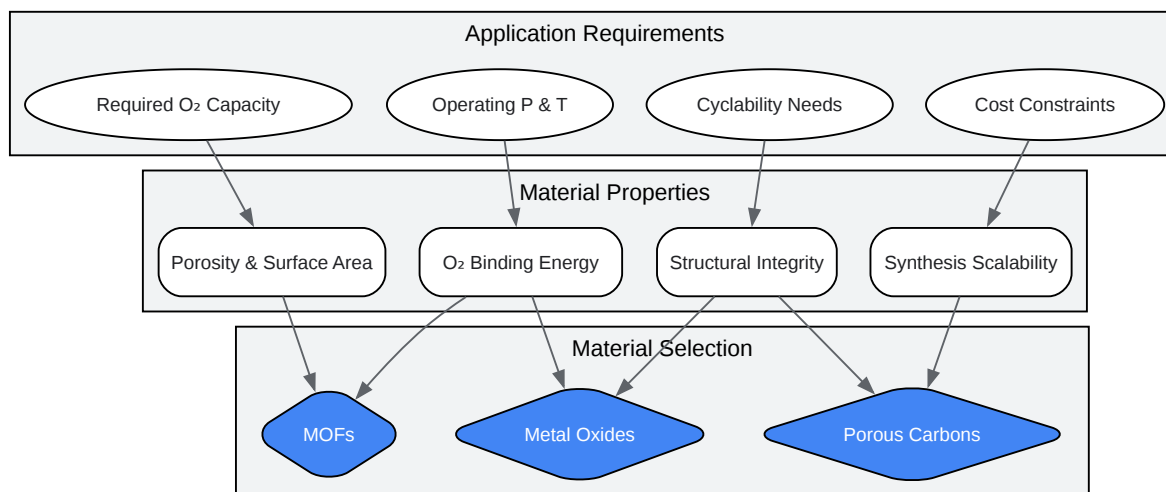 Application Requirements
Required O₂ Capacity
Operating P & T
Cyclability Needs
Cost Constraints
Material Properties
Porosity & Surface Area
O₂ Binding Energy
Structural Integrity
Synthesis Scalability
Material Selection
MOFs
Metal Oxides
Porous Carbons